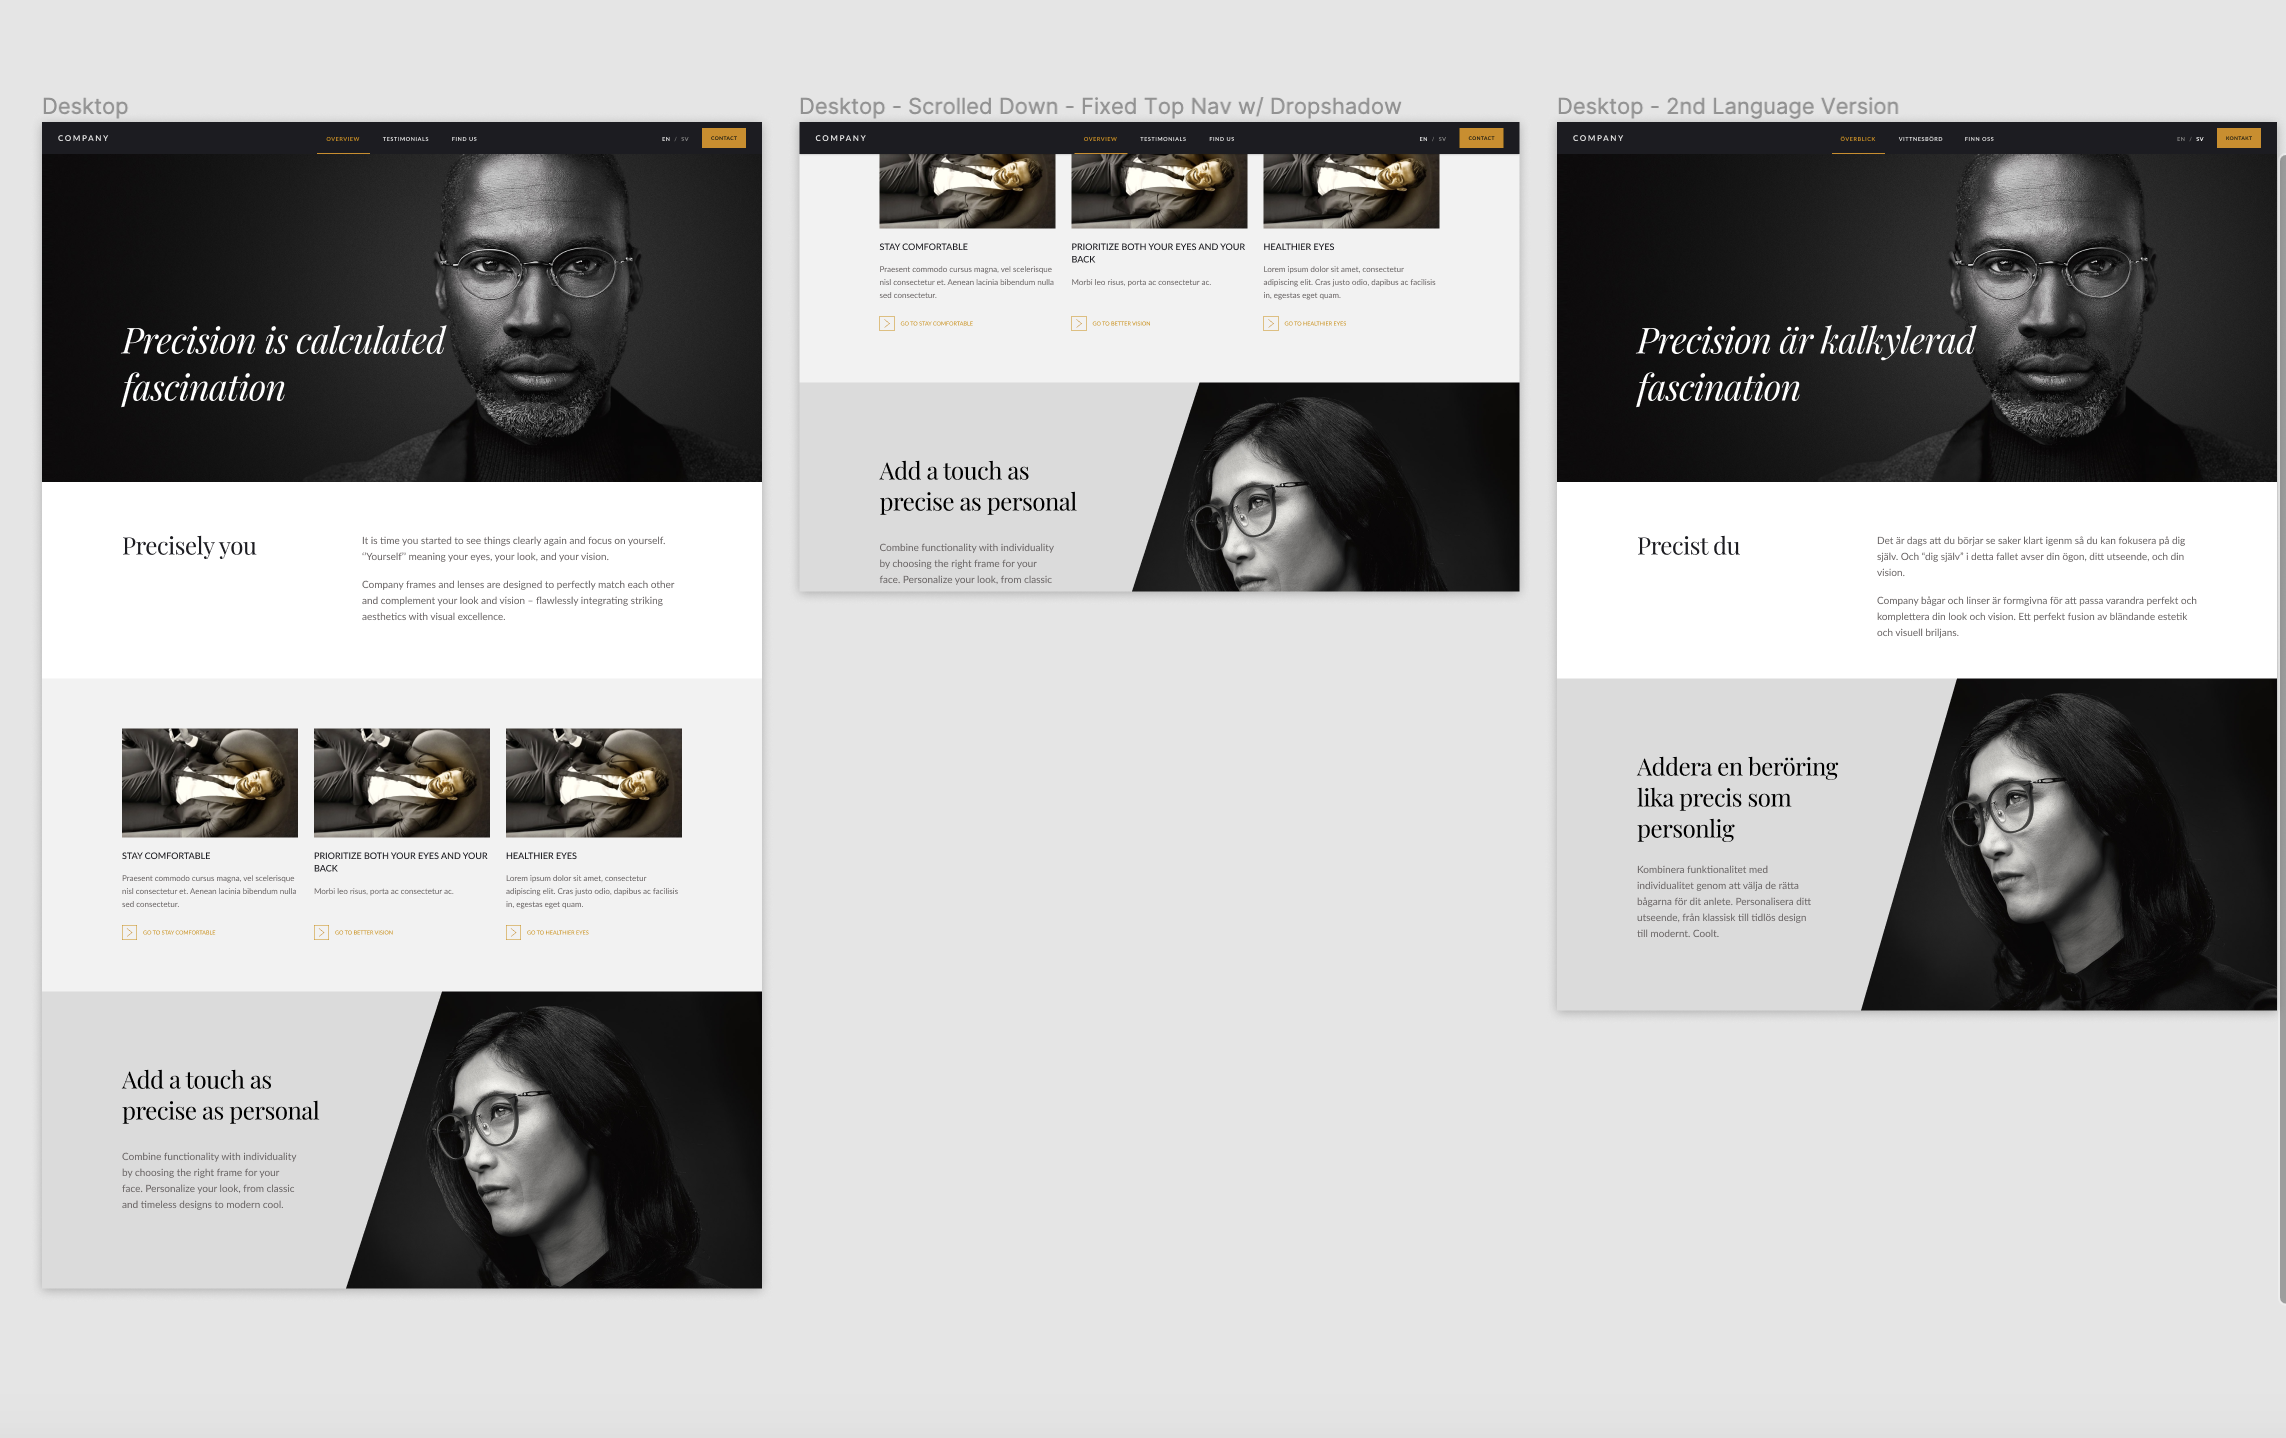 Desktop
COMPANY
OVERVIEW TESTIMONIALS FIND US
EN / SV
CONTACT
Precision is calculated
fascination
Precisely you
It is time you started to see things clearly again and focus on yourself.
“Yourself” meaning your eyes, your look, and your vision.
Company frames and lenses are designed to perfectly match each other
and complement your look and vision – flawlessly integrating striking
aesthetics with visual excellence.
STAY COMFORTABLE
Praesent commodo cursus magna, vel scelerisque
nisl consectetur et. Aenean lacinia bibendum nulla
sed consectetur.
GO TO STAY COMFORTABLE
PRIORITIZE BOTH YOUR EYES AND YOUR
BACK
Morbi leo risus, porta ac consectetur ac.
GO TO BETTER VISION
HEALTHIER EYES
Lorem ipsum dolor sit amet, consectetur
adipiscing elit. Cras justo odio, dapibus ac facilisis
in, egestas eget quam.
GO TO HEALTHIER EYES
Add a touch as
precise as personal
Combine functionality with individuality
by choosing the right frame for your
face. Personalize your look, from classic
and timeless designs to modern cool.
Desktop - Scrolled Down - Fixed Top Nav w/ Dropshadow
COMPANY
OVERVIEW TESTIMONIALS FIND US
EN / SV
CONTACT
STAY COMFORTABLE
Praesent commodo cursus magna, vel scelerisque
nisl consectetur et. Aenean lacinia bibendum nulla
sed consectetur.
GO TO STAY COMFORTABLE
PRIORITIZE BOTH YOUR EYES AND YOUR
BACK
Morbi leo risus, porta ac consectetur ac.
GO TO BETTER VISION
HEALTHIER EYES
Lorem ipsum dolor sit amet, consectetur
adipiscing elit. Cras justo odio, dapibus ac facilisis
in, egestas eget quam.
GO TO HEALTHIER EYES
Add a touch as
precise as personal
Combine functionality with individuality
by choosing the right frame for your
face. Personalize your look, from classic
Desktop - 2nd Language Version
COMPANY
ÖVERBLICK VITTNESBÖRD FINN OSS
EN / SV
KONTAKT
Precision är kalkylerad
fascination
Precist du
Det är dags att du börjar se saker klart igenm så du kan fokusera på dig
själv. Och “dig själv” i detta fallet avser din ögon, ditt utseende, och din
vision.
Company bågar och linser är formgivna för att passa varandra perfekt och
komplettera din look och vision. Ett perfekt fusion av bländande estetik
och visuell briljans.
Addera en beröring
lika precis som
personlig
Kombinera funktionalitet med
individualitet genom att välja de rätta
bågarna för dit anlete. Personalisera ditt
utseende, från klassisk till tidlös design
till modernt. Coolt.